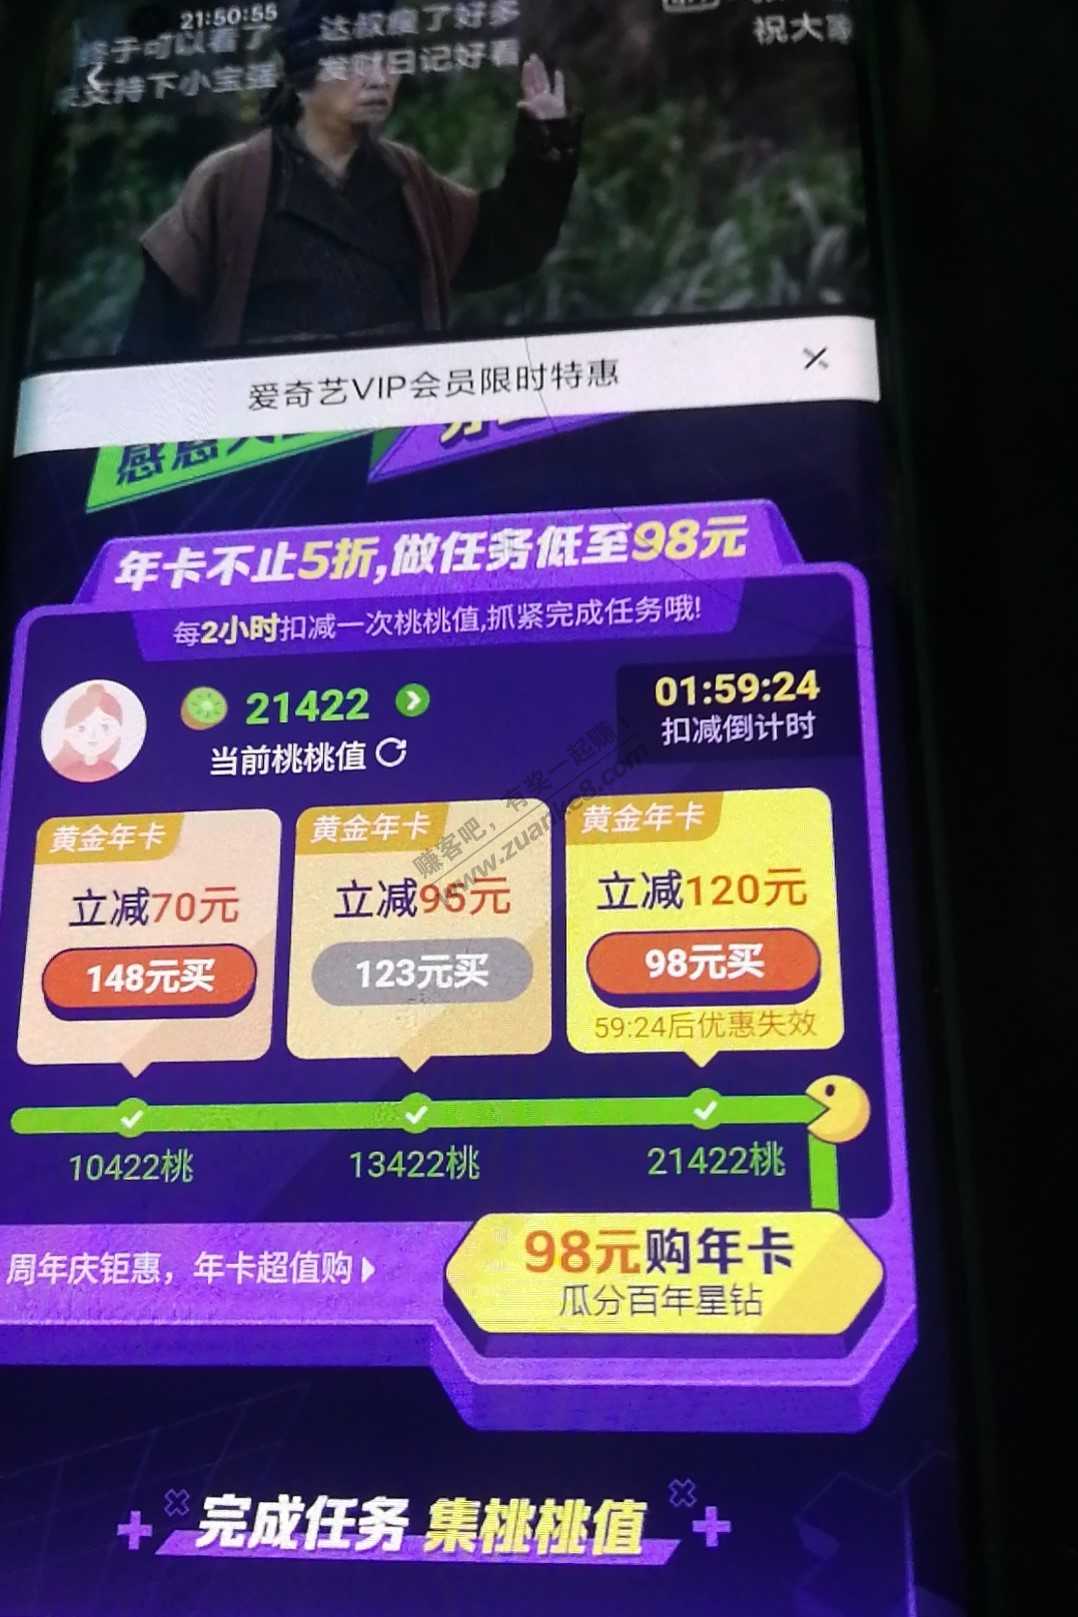 21:50:55
终于可以看了
这叔瘦了好多
祝大
支持下小宝强
发财日记好看
爱奇艺VIP会员限时特惠
年卡不止5折,做任务低至98元
每2小时扣减一次桃桃值,抓紧完成任务哦!
21422
当前桃桃值
01:59:24
扣减倒计时
黄金年卡
立减70元
148元买
黄金年卡
立减95元
123元买
黄金年卡
立减120元
98元买
59:24后优惠失效
赚客吧,有奖一起赚!
www.zuanke8.com
10422桃
13422桃
21422桃
周年庆钜惠,年卡超值购
98元购年卡
瓜分百年星钻
完成任务 集桃桃值